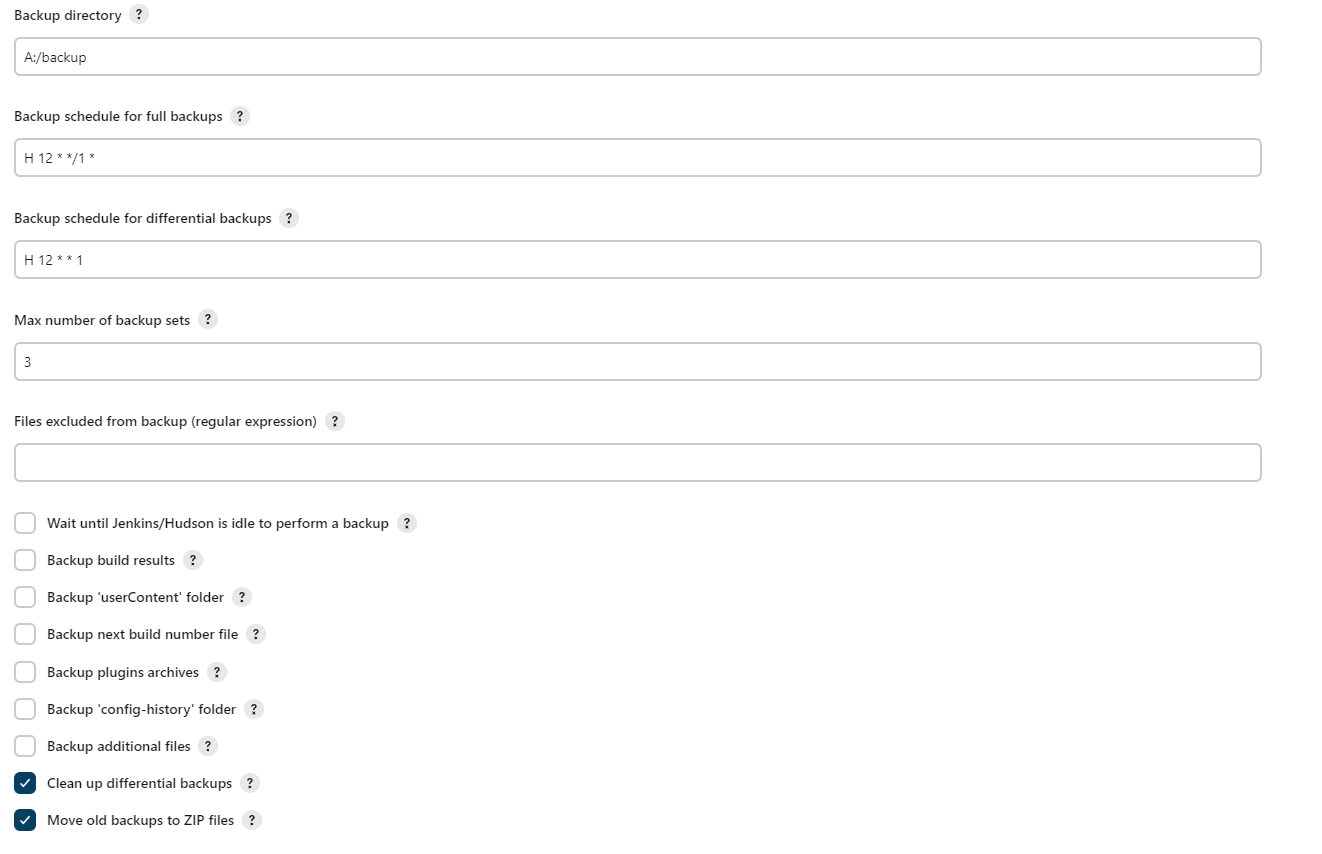 Backup directory ?
A:/backup
Backup schedule for full backups ?
H 12 * */1 *
Backup schedule for differential backups ?
H 12 * * 1
Max number of backup sets ?
3
Files excluded from backup (regular expression) ?
Wait until Jenkins/Hudson is idle to perform a backup ?
Backup build results ?
Backup 'userContent' folder ?
Backup next build number file ?
Backup plugins archives ?
Backup 'config-history' folder ?
Backup additional files ?
Clean up differential backups ?
Move old backups to ZIP files ?